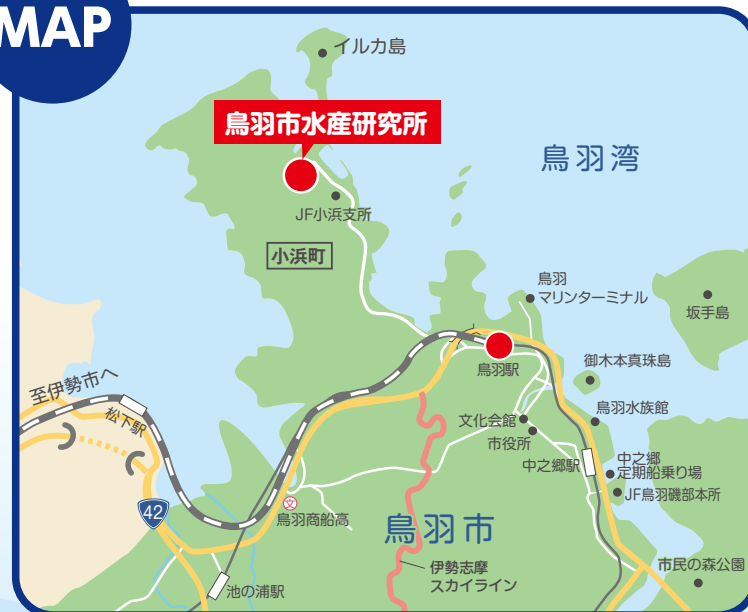 MAP
イルカ島
鳥羽市水産研究所
鳥羽湾
JF小浜支所
小浜町
鳥羽
マリンターミナル
坂手島
鳥羽駅
御木本真珠島
至伊勢市へ
松下駅
鳥羽水族館
文化会館
市役所
中之郷駅
中之郷
定期船乗り場
JF鳥羽磯部本所
42
文
鳥羽商船高
鳥羽市
伊勢志摩
スカイライン
市民の森公園
池の浦駅